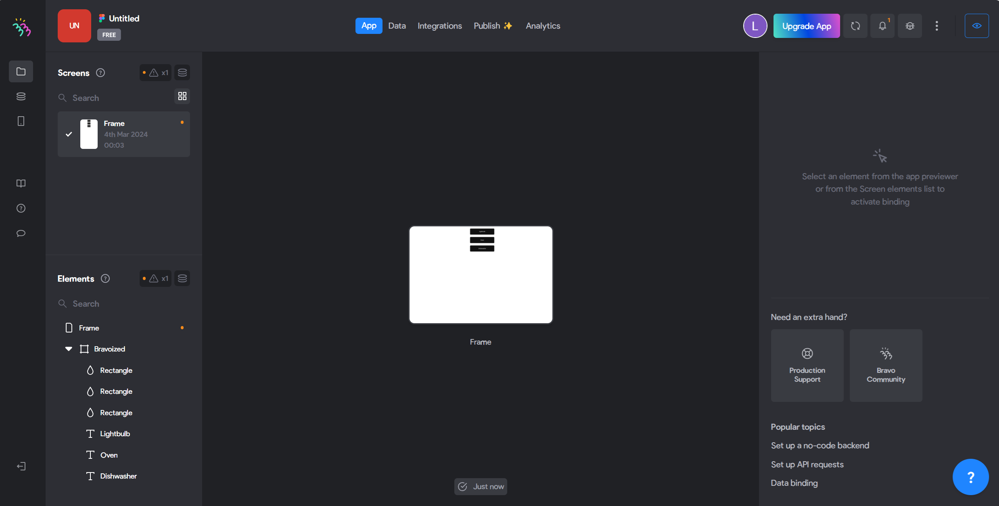 UN
Untitled
FREE
App
Data
Integrations
Publish ✨
Analytics
L
Upgrade App
1
Screens
?
x1
Search
Frame
4th Mar 2024
00:03
Elements
?
x1
Search
Frame
Bravoized
Rectangle
Rectangle
Rectangle
Lightbulb
Oven
Dishwasher
Lightbulb
Oven
Dishwasher
Frame
Just now
Select an element from the app previewer
or from the Screen elements list to
activate binding
Need an extra hand?
Production
Support
Bravo
Community
Popular topics
Set up a no-code backend
Set up API requests
Data binding
?